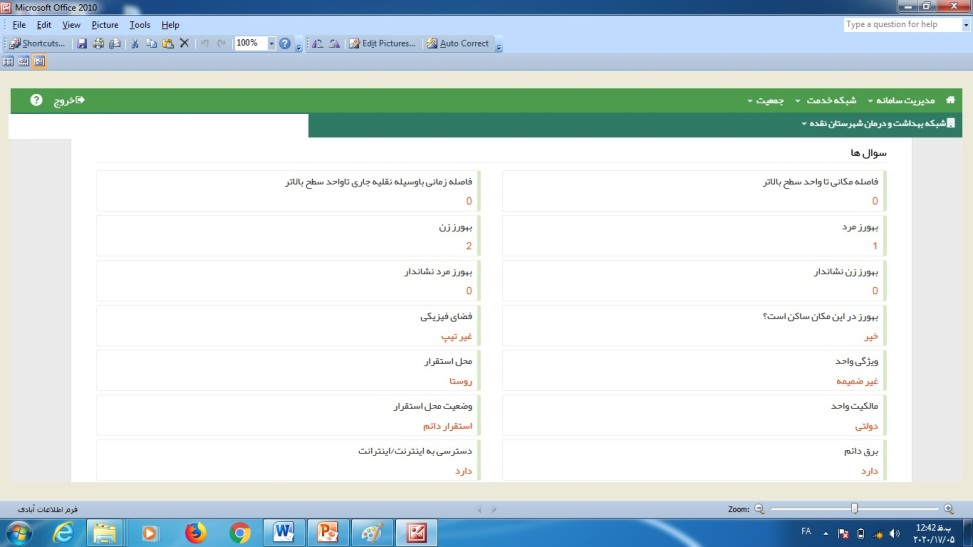 Microsoft Office 2010
File Edit View Picture Tools Help
Type a question for help
Shortcuts... 100% Edit Pictures... Auto Correct
مدیریت سامانه شبکه خدمت جمعیت خروج
شبکه بهداشت و درمان شهرستان نقده
سوال ها
فاصله مکانی تا واحد سطح بالاتر
0
فاصله زمانی باوسیله نقلیه جاری تاواحد سطح بالاتر
0
بهورز مرد
1
بهورز زن
2
بهورز زن نشاندار
0
بهورز مرد نشاندار
0
بهورز در این مکان ساکن است؟
خیر
فضای فیزیکی
غیر تیپ
ویژگی واحد
غیر ضمیمه
محل استقرار
روستا
مالکیت واحد
دولتی
وضعیت محل استقرار
استقرار دائم
برق دائم
دارد
دسترسی به اینترنت/اینترانت
دارد
فرم اطلاعات آبادی
Zoom:
FA
12:42 ب.ظ
۲۰۲۰/۱۷/۰۵